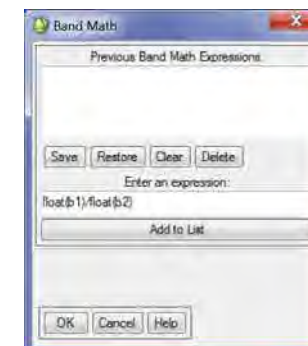 Band Math
Previous Band Math Expressions
Save Restore Clear Delete
Enter an expression:
float(b1)/float(b2)
Add to List
OK Cancel Help